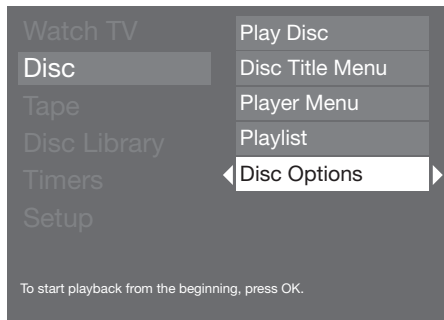 Watch TV
Disc
Tape
Disc Library
Timers
Setup
Play Disc
Disc Title Menu
Player Menu
Playlist
Disc Options
To start playback from the beginning, press OK.